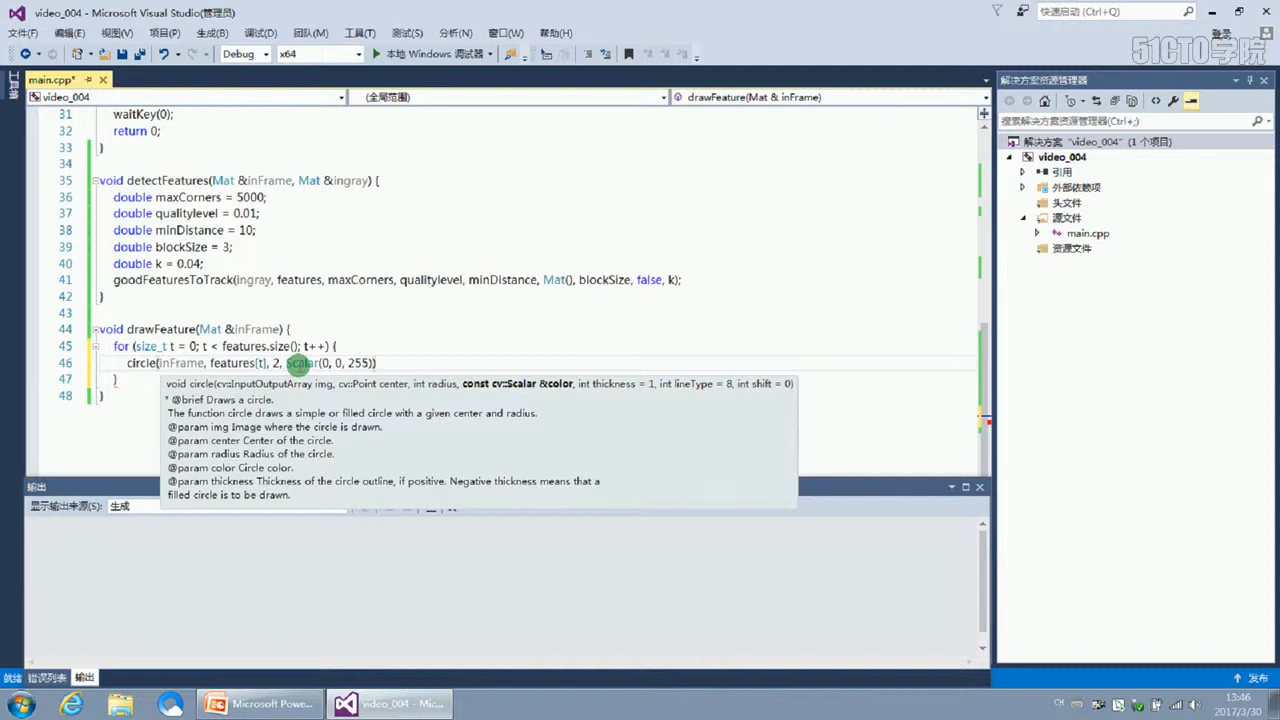 video_004 - Microsoft Visual Studio(管理员)
快速启动 (Ctrl+Q)
文件(F) 编辑(E) 视图(V) 项目(P) 生成(B) 调试(D) 团队(M) 工具(T) 测试(S) 分析(N) 窗口(W) 帮助(H)
登录
51CTO学院
Debug x64 本地 Windows 调试器
工具箱
main.cpp*
解决方案资源管理器
video_004 (全局范围) drawFeature(Mat & inFrame)
搜索解决方案资源管理器(Ctrl+;)
解决方案 "video_004" (1 个项目)
video_004
引用
外部依赖项
头文件
源文件
main.cpp
资源文件
31 waitKey(0);
32 return 0;
33 }
34
35 void detectFeatures(Mat &inFrame, Mat &ingray) {
36 double maxCorners = 5000;
37 double qualitylevel = 0.01;
38 double minDistance = 10;
39 double blockSize = 3;
40 double k = 0.04;
41 goodFeaturesToTrack(ingray, features, maxCorners, qualitylevel, minDistance, Mat(), blockSize, false, k);
42 }
43
44 void drawFeature(Mat &inFrame) {
45 for (size_t t = 0; t < features.size(); t++) {
46 circle(inFrame, features[t], 2, Scalar(0, 0, 255))
47 }
48 }
void circle(cv::InputOutputArray img, cv::Point center, int radius, const cv::Scalar &color, int thickness = 1, int lineType = 8, int shift = 0)
* @brief Draws a circle.
The function circle draws a simple or filled circle with a given center and radius.
@param img Image where the circle is drawn.
@param center Center of the circle.
@param radius Radius of the circle.
@param color Circle color.
@param thickness Thickness of the circle outline, if positive. Negative thickness means that a
filled circle is to be drawn.
输出
显示输出来源(S): 生成
错误列表 输出
就绪
发布
Microsoft Powe...
video_004 - Mic...
CH
13:46
2017/3/30